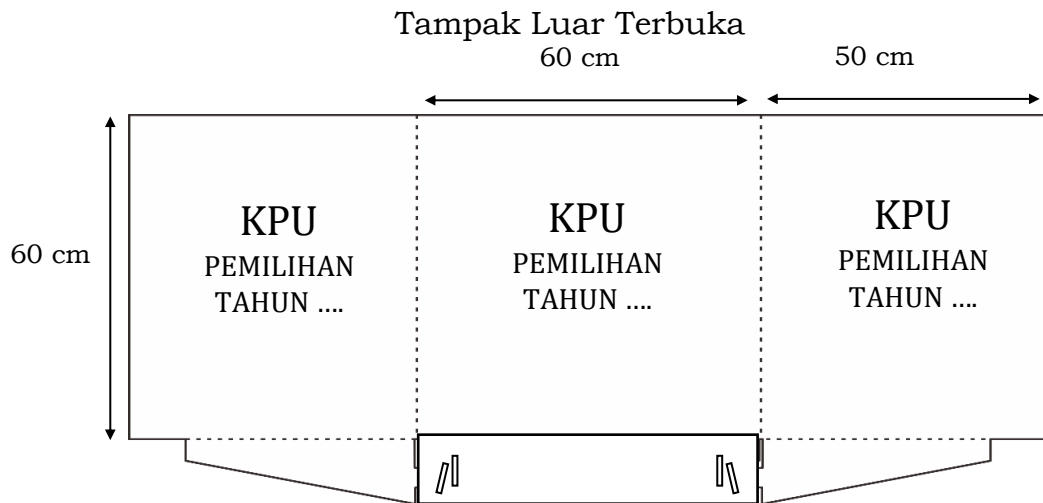 Tampak Luar Terbuka
60 cm
50 cm
KPU
PEMILIHAN
TAHUN ....
KPU
PEMILIHAN
TAHUN ....
KPU
PEMILIHAN
TAHUN ....
60 cm